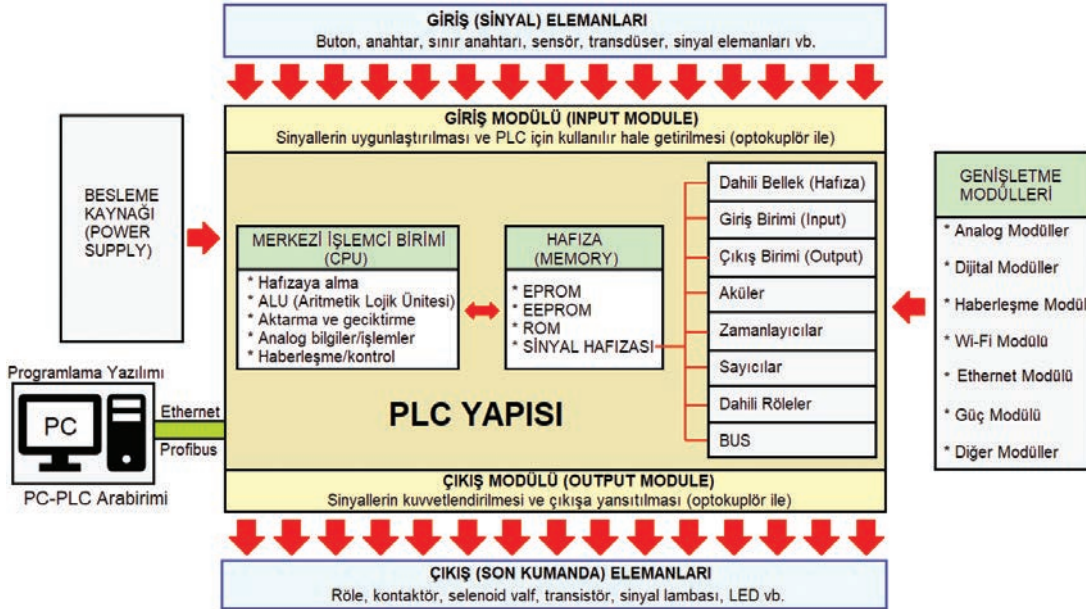 GİRİŞ (SİNYAL) ELEMANLARI
Buton, anahtar, sınır anahtarı, sensör, transdüser, sinyal elemanları vb.
GİRİŞ MODÜLÜ (INPUT MODULE)
Sinyallerin uygunlaştırılması ve PLC için kullanılır hale getirilmesi (optokuplör ile)
BESLEME
KAYNAĞI
(POWER
SUPPLY)
MERKEZİ İŞLEMCİ BİRİMİ
(CPU)
* Hafızaya alma
* ALU (Aritmetik Lojik Ünitesi)
* Aktarma ve geciktirme
* Analog bilgiler/işlemler
* Haberleşme/kontrol
HAFIZA
(MEMORY)
* EPROM
* EEPROM
* ROM
* SİNYAL HAFIZASI
Dahili Bellek (Hafıza)
Giriş Birimi (Input)
Çıkış Birimi (Output)
Aküler
Zamanlayıcılar
Sayıcılar
Dahili Röleler
BUS
GENİŞLETME
MODÜLLERİ
* Analog Modüller
* Dijital Modüller
* Haberleşme Modül
* Wi-Fi Modülü
* Ethernet Modülü
* Güç Modülü
* Diğer Modüller
PLC YAPISI
Programlama Yazılımı
PC
Ethernet
Profibus
PC-PLC Arabirimi
ÇIKIŞ MODÜLÜ (OUTPUT MODULE)
Sinyallerin kuvvetlendirilmesi ve çıkışa yansıtılması (optokuplör ile)
ÇIKIŞ (SON KUMANDA) ELEMANLARI
Röle, kontaktör, selenoid valf, transistör, sinyal lambası, LED vb.